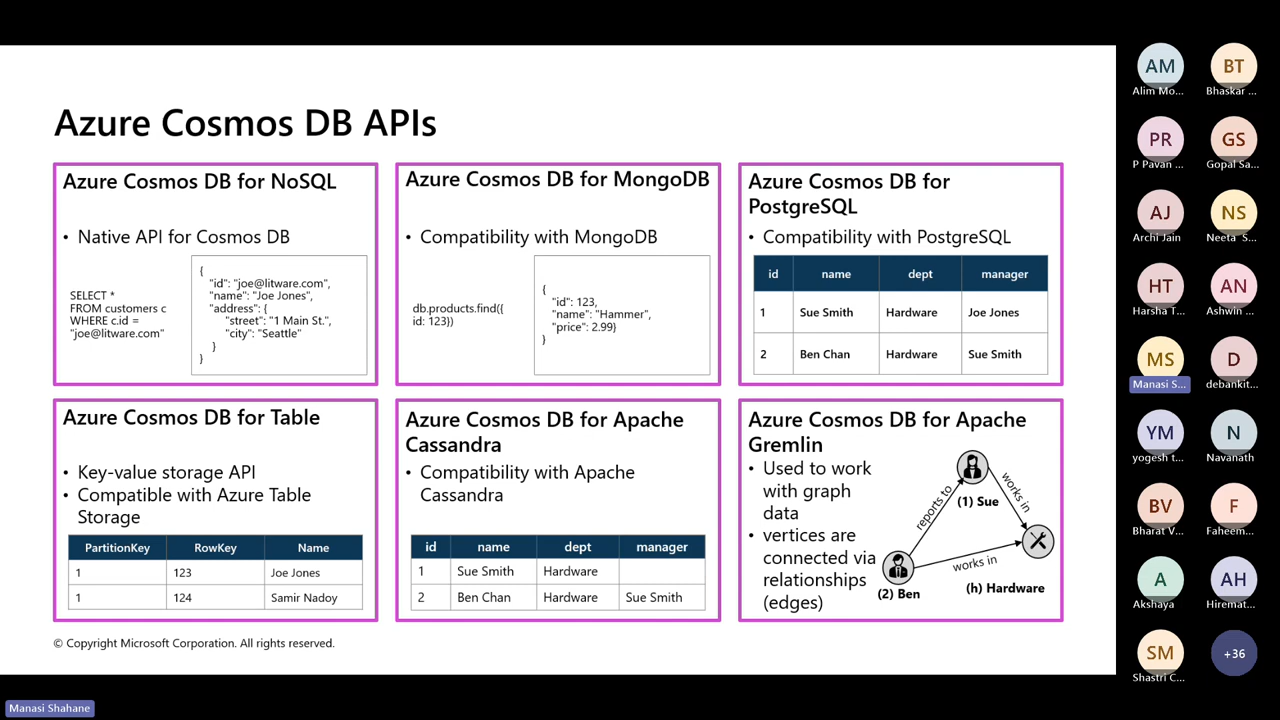 Azure Cosmos DB APIs
Azure Cosmos DB for NoSQL
• Native API for Cosmos DB
SELECT *
FROM customers c
WHERE c.id =
"joe@litware.com"
{
"id": "joe@litware.com",
"name": "Joe Jones",
"address": {
"street": "1 Main St.",
"city": "Seattle"
}
}
Azure Cosmos DB for MongoDB
• Compatibility with MongoDB
db.products.find({
id: 123})
{
"id": 123,
"name": "Hammer",
"price": 2.99}
}
Azure Cosmos DB for
PostgreSQL
• Compatibility with PostgreSQL
id name dept manager
1 Sue Smith Hardware Joe Jones
2 Ben Chan Hardware Sue Smith
Azure Cosmos DB for Table
• Key-value storage API
• Compatible with Azure Table
Storage
PartitionKey RowKey Name
1 123 Joe Jones
1 124 Samir Nadoy
Azure Cosmos DB for Apache
Cassandra
• Compatibility with Apache
Cassandra
id name dept manager
1 Sue Smith Hardware
2 Ben Chan Hardware Sue Smith
Azure Cosmos DB for Apache
Gremlin
• Used to work
with graph
data
• vertices are
connected via
relationships
(edges)
reports to
works in
(1) Sue
works in
(2) Ben
(h) Hardware
© Copyright Microsoft Corporation. All rights reserved.
AM BT
Alim Mo... Bhaskar ...
PR GS
P Pavan ... Gopal Sa...
AJ NS
Archi Jain Neeta S...
HT AN
Harsha T... Ashwin ...
MS D
Manasi S... debankit...
YM N
yogesh t... Navanath
BV F
Bharat V... Faheem...
A AH
Akshaya Hiremat...
SM +36
Shastri C...
Manasi Shahane